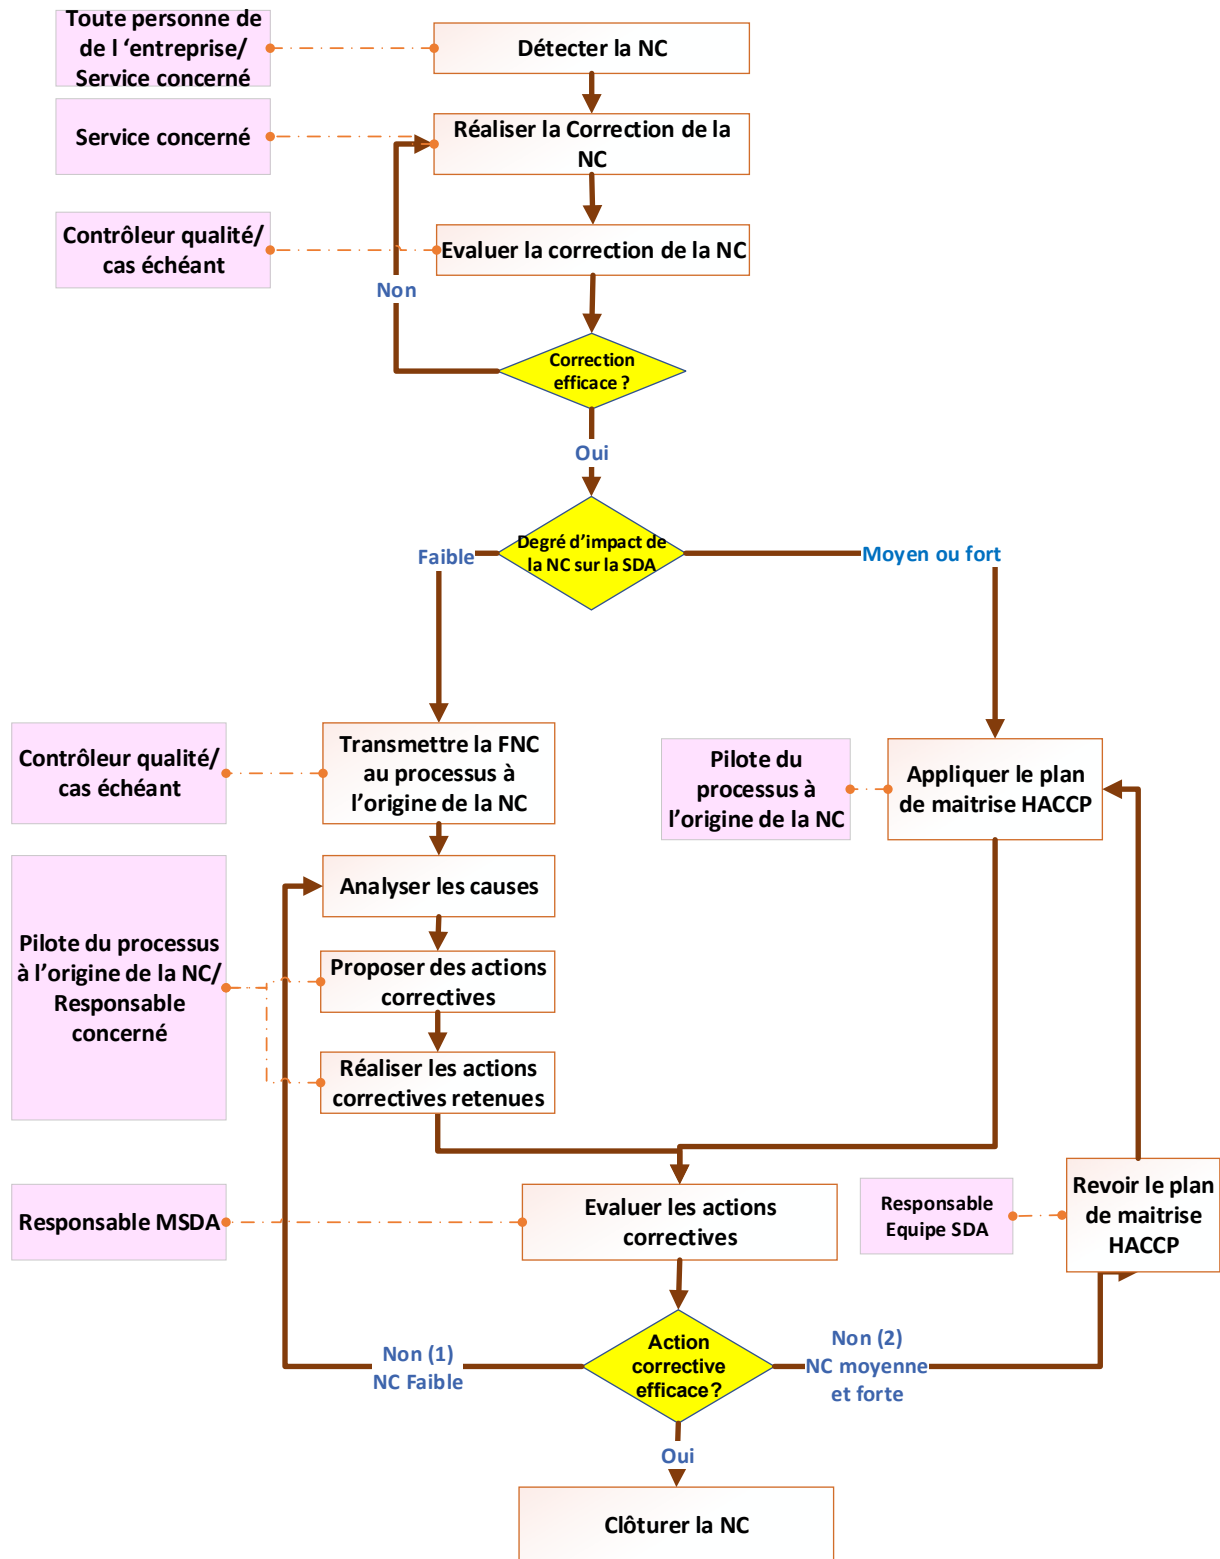 Toute personne de
de l ‘entreprise/
Service concerné
Détecter la NC
Service concerné
Réaliser la Correction de la
NC
Contrôleur qualité/
cas échéant
Evaluer la correction de la NC
Non
Correction
efficace ?
Oui
Degré d’impact de
la NC sur la SDA
Faible
Moyen ou fort
Contrôleur qualité/
cas échéant
Transmettre la FNC
au processus à
l’origine de la NC
Pilote du
processus à
l’origine de la NC
Appliquer le plan
de maitrise HACCP
Pilote du processus
à l’origine de la NC/
Responsable
concerné
Analyser les causes
Proposer des actions
correctives
Réaliser les actions
correctives retenues
Responsable MSDA
Evaluer les actions
correctives
Responsable
Equipe SDA
Revoir le plan
de maitrise
HACCP
Non (1)
NC Faible
Action
corrective
efficace ?
Non (2)
NC moyenne
et forte
Oui
Clôturer la NC